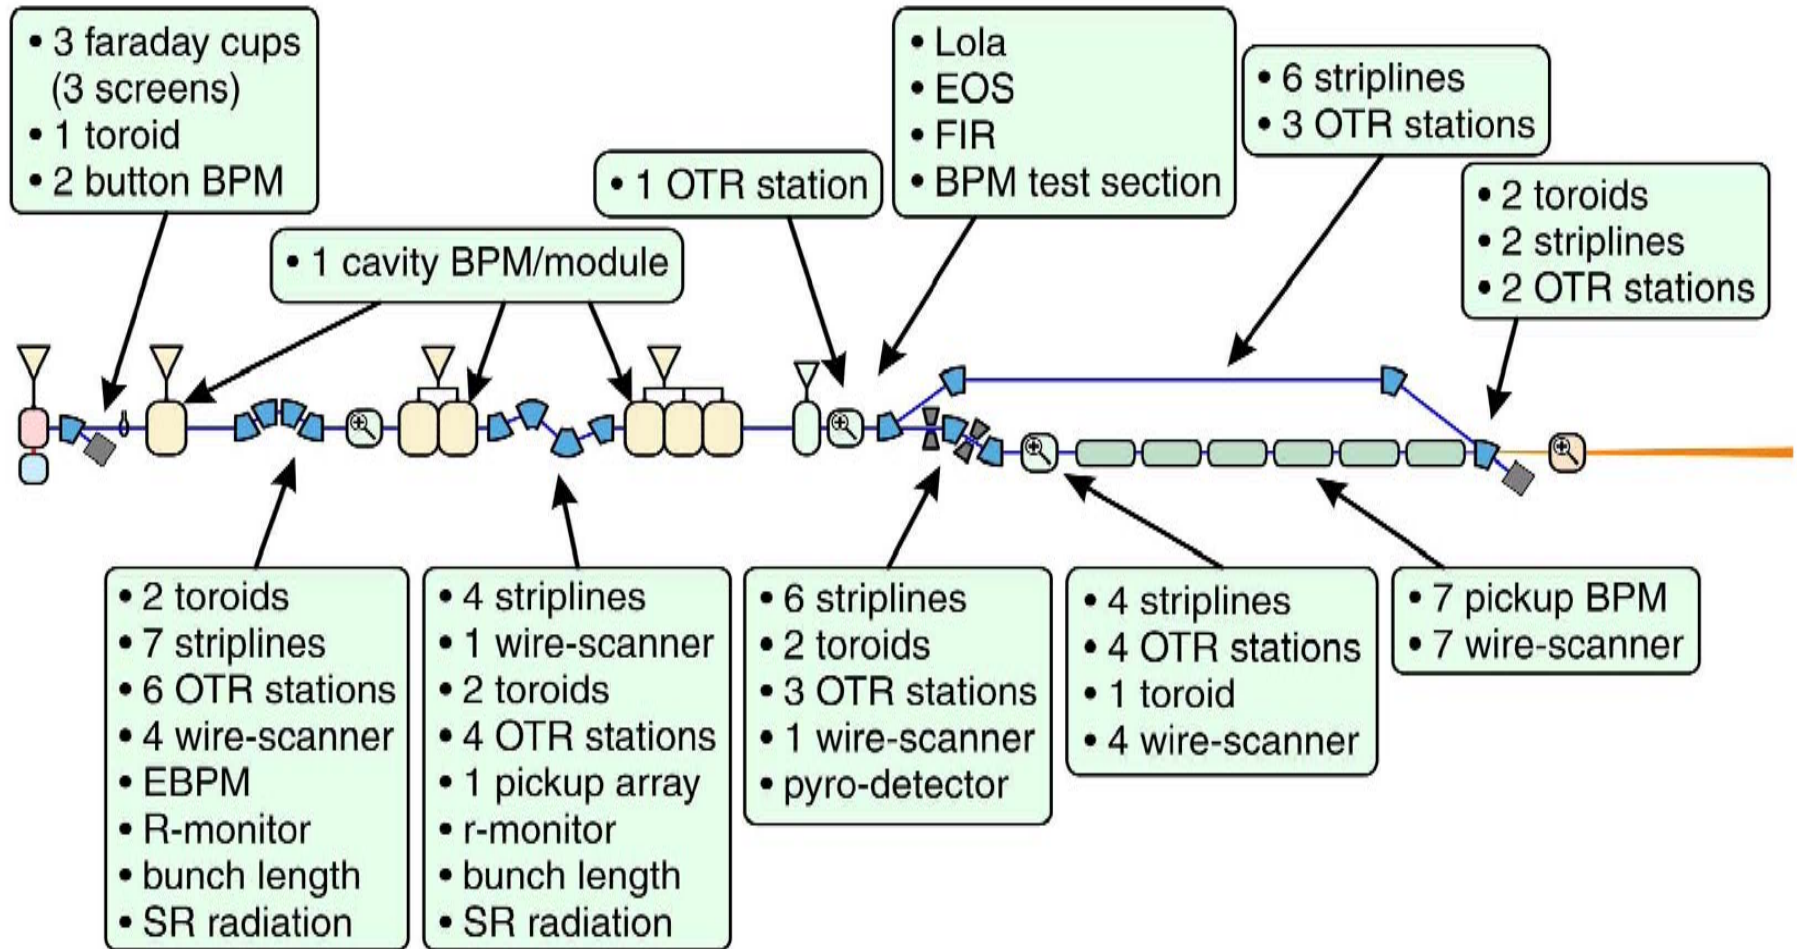 • 3 faraday cups
(3 screens)
• 1 toroid
• 2 button BPM
• 1 cavity BPM/module
• 1 OTR station
• Lola
• EOS
• FIR
• BPM test section
• 6 striplines
• 3 OTR stations
• 2 toroids
• 2 striplines
• 2 OTR stations
• 2 toroids
• 7 striplines
• 6 OTR stations
• 4 wire-scanner
• EBPM
• R-monitor
• bunch length
• SR radiation
• 4 striplines
• 1 wire-scanner
• 2 toroids
• 4 OTR stations
• 1 pickup array
• r-monitor
• bunch length
• SR radiation
• 6 striplines
• 2 toroids
• 3 OTR stations
• 1 wire-scanner
• pyro-detector
• 4 striplines
• 4 OTR stations
• 1 toroid
• 4 wire-scanner
• 7 pickup BPM
• 7 wire-scanner